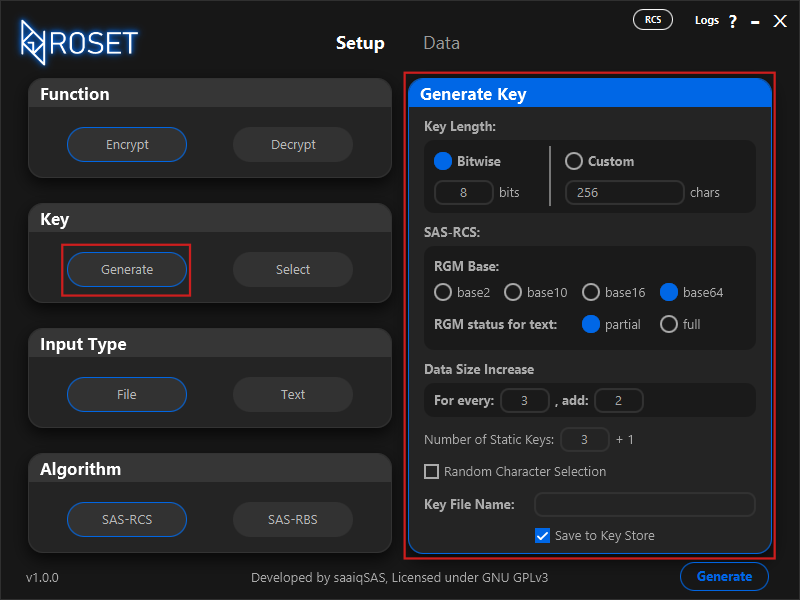 ROSET
Setup Data
RCS Logs ?
Function
Encrypt Decrypt
Key
Generate Select
Input Type
File Text
Algorithm
SAS-RCS SAS-RBS
Generate Key
Key Length:
Bitwise Custom
8 bits 256 chars
SAS-RCS:
RGM Base:
base2 base10 base16 base64
RGM status for text: partial full
Data Size Increase
For every: 3 , add: 2
Number of Static Keys: 3 + 1
Random Character Selection
Key File Name:
Save to Key Store
v1.0.0 Developed by saaiqSAS, Licensed under GNU GPLv3 Generate